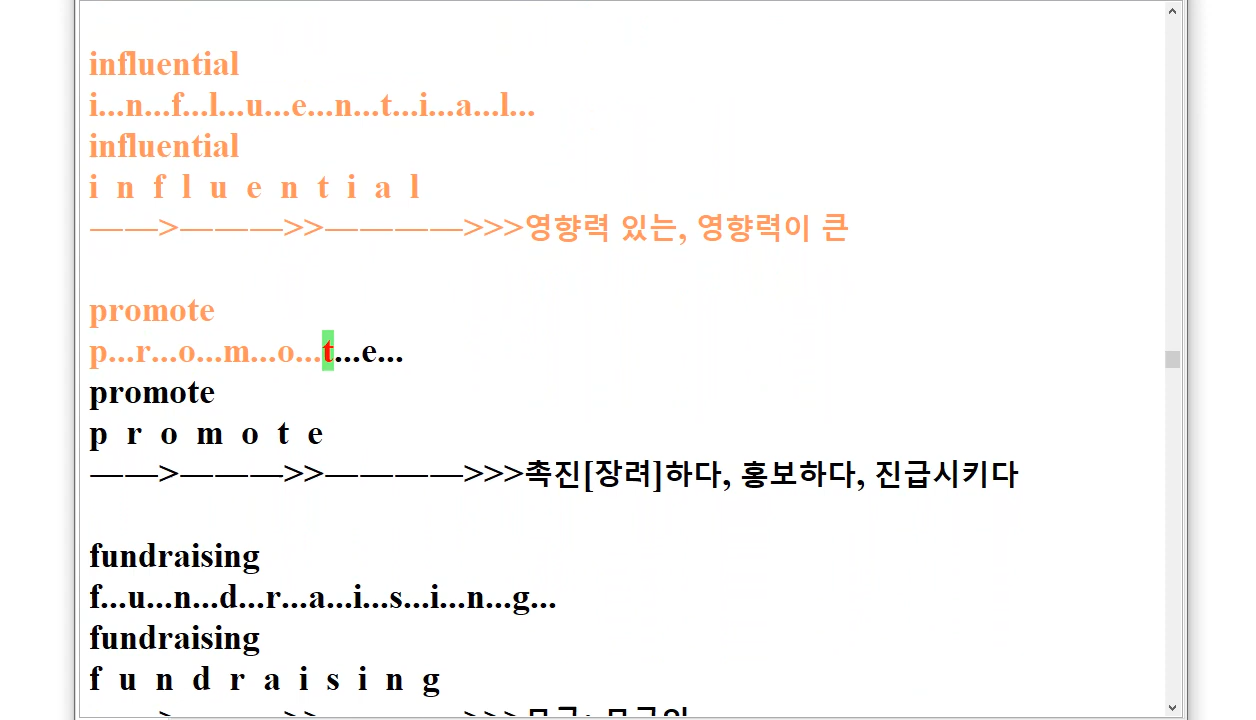 influential
i...n...f...l...u...e...n...t...i...a...l...
influential
i n f l u e n t i a l
——>———>>————>>>영향력 있는, 영향력이 큰
promote
p...r...o...m...o...t...e...
promote
p r o m o t e
——>———>>————>>>촉진[장려]하다, 홍보하다, 진급시키다
fundraising
f...u...n...d...r...a...i...s...i...n...g...
fundraising
f u n d r a i s i n g